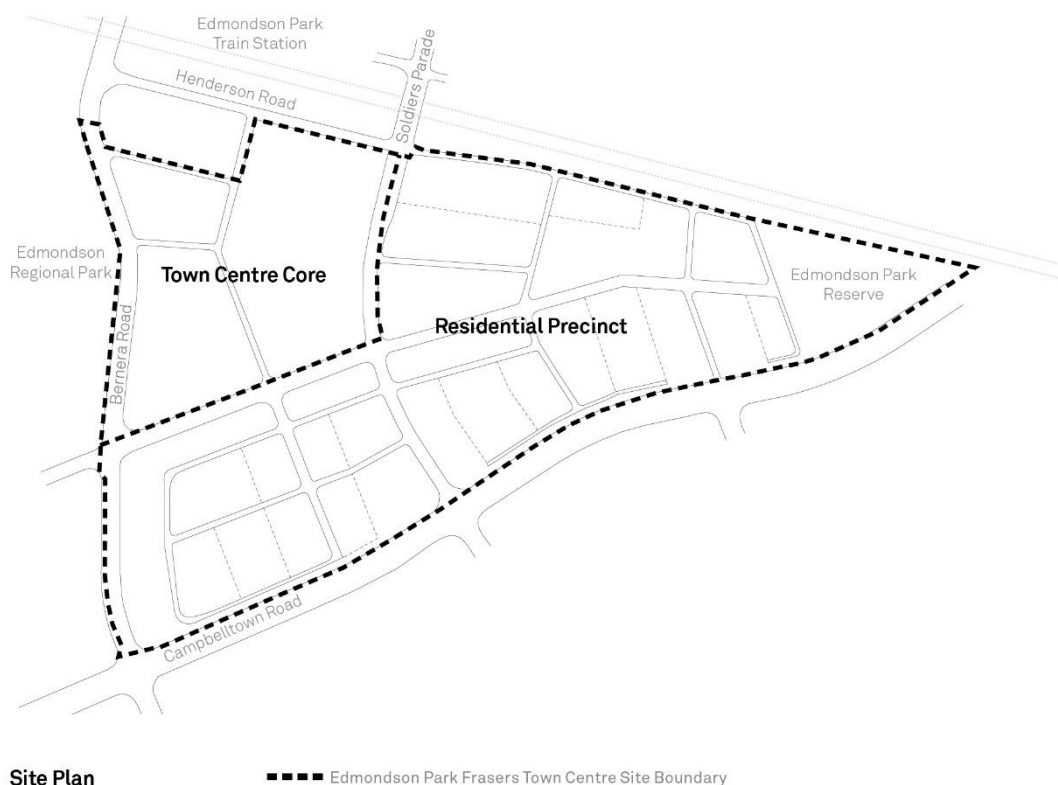 Edmondson Park
Train Station
Henderson Road
Soldiers Parade
Edmondson
Regional Park
Town Centre Core
Edmondson Park
Reserve
Residential Precinct
Bernera Road
Campbelltown Road
Site Plan
Edmondson Park Frasers Town Centre Site Boundary